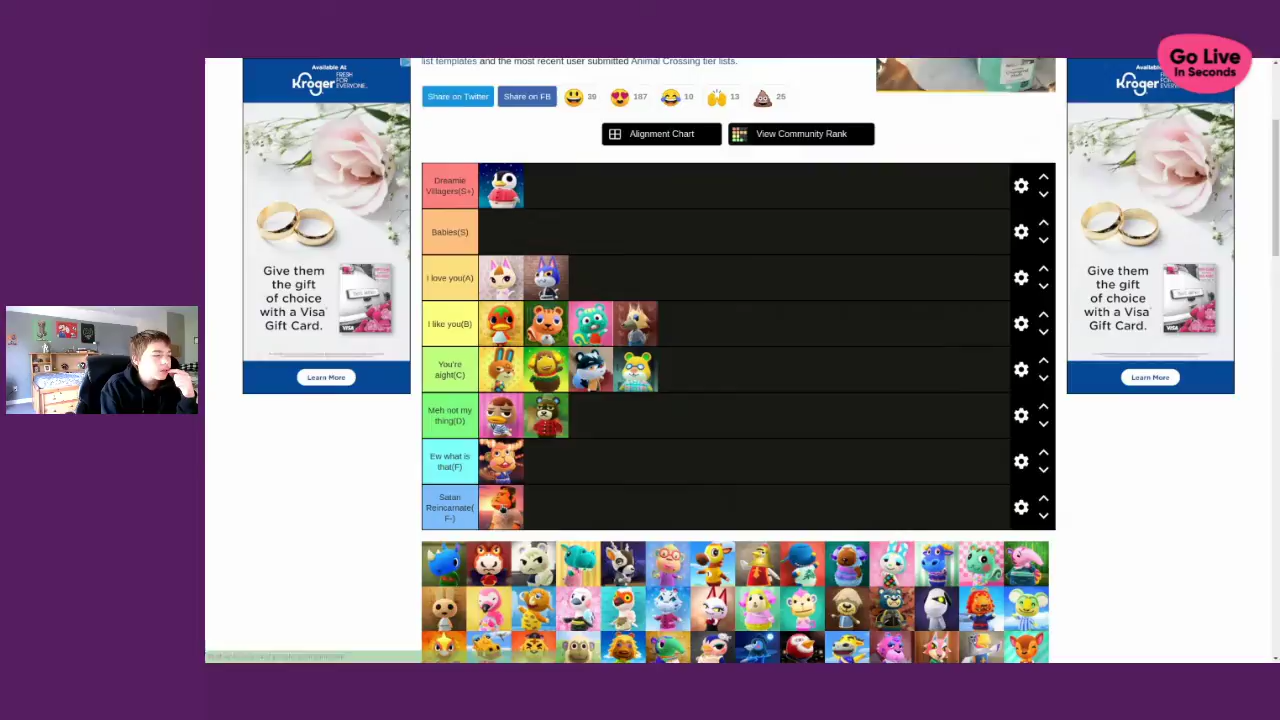 Go Live
In Seconds
list templates and the most recent user submitted Animal Crossing tier lists.
Share on Twitter
Share on FB
39
187
10
13
25
Alignment Chart
View Community Rank
Available At
Kroger
FRESH
FOR
EVERYONE
Give them
the gift
of choice
with a Visa
Gift Card.
Learn More
Dreamie
Villagers(S+)
Babies(S)
I love you(A)
I like you(B)
You're
aight(C)
Meh not my
thing(D)
Ew what is
that(F)
Satan
Reincarnate(
F-)
Kroger
FRESH
FOR
EVERYONE
Give them
the gift
of choice
with a Visa
Gift Card.
Learn More